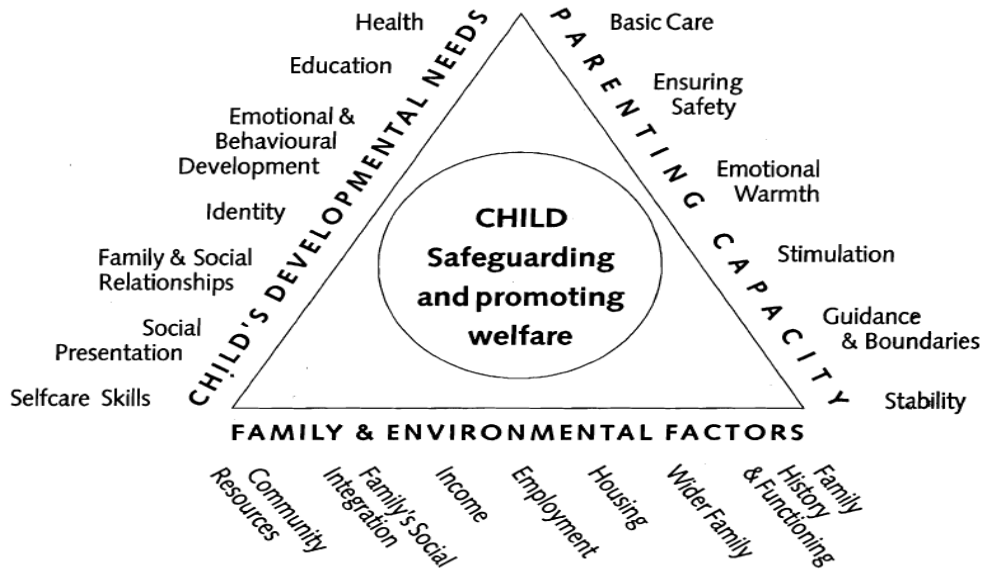 Health
Education
Emotional &
Behavioural
Development
Identity
Family & Social
Relationships
Social
Presentation
Selfcare Skills
CHILD'S DEVELOPMENTAL NEEDS
CHILD
Safeguarding
and promoting
welfare
PARENTING CAPACITY
Basic Care
Ensuring
Safety
Emotional
Warmth
Stimulation
Guidance
& Boundaries
Stability
FAMILY & ENVIRONMENTAL FACTORS
Community
Resources
Family's Social
Integration
Income
Employment
Housing
Wider Family
Family
History
& Functioning